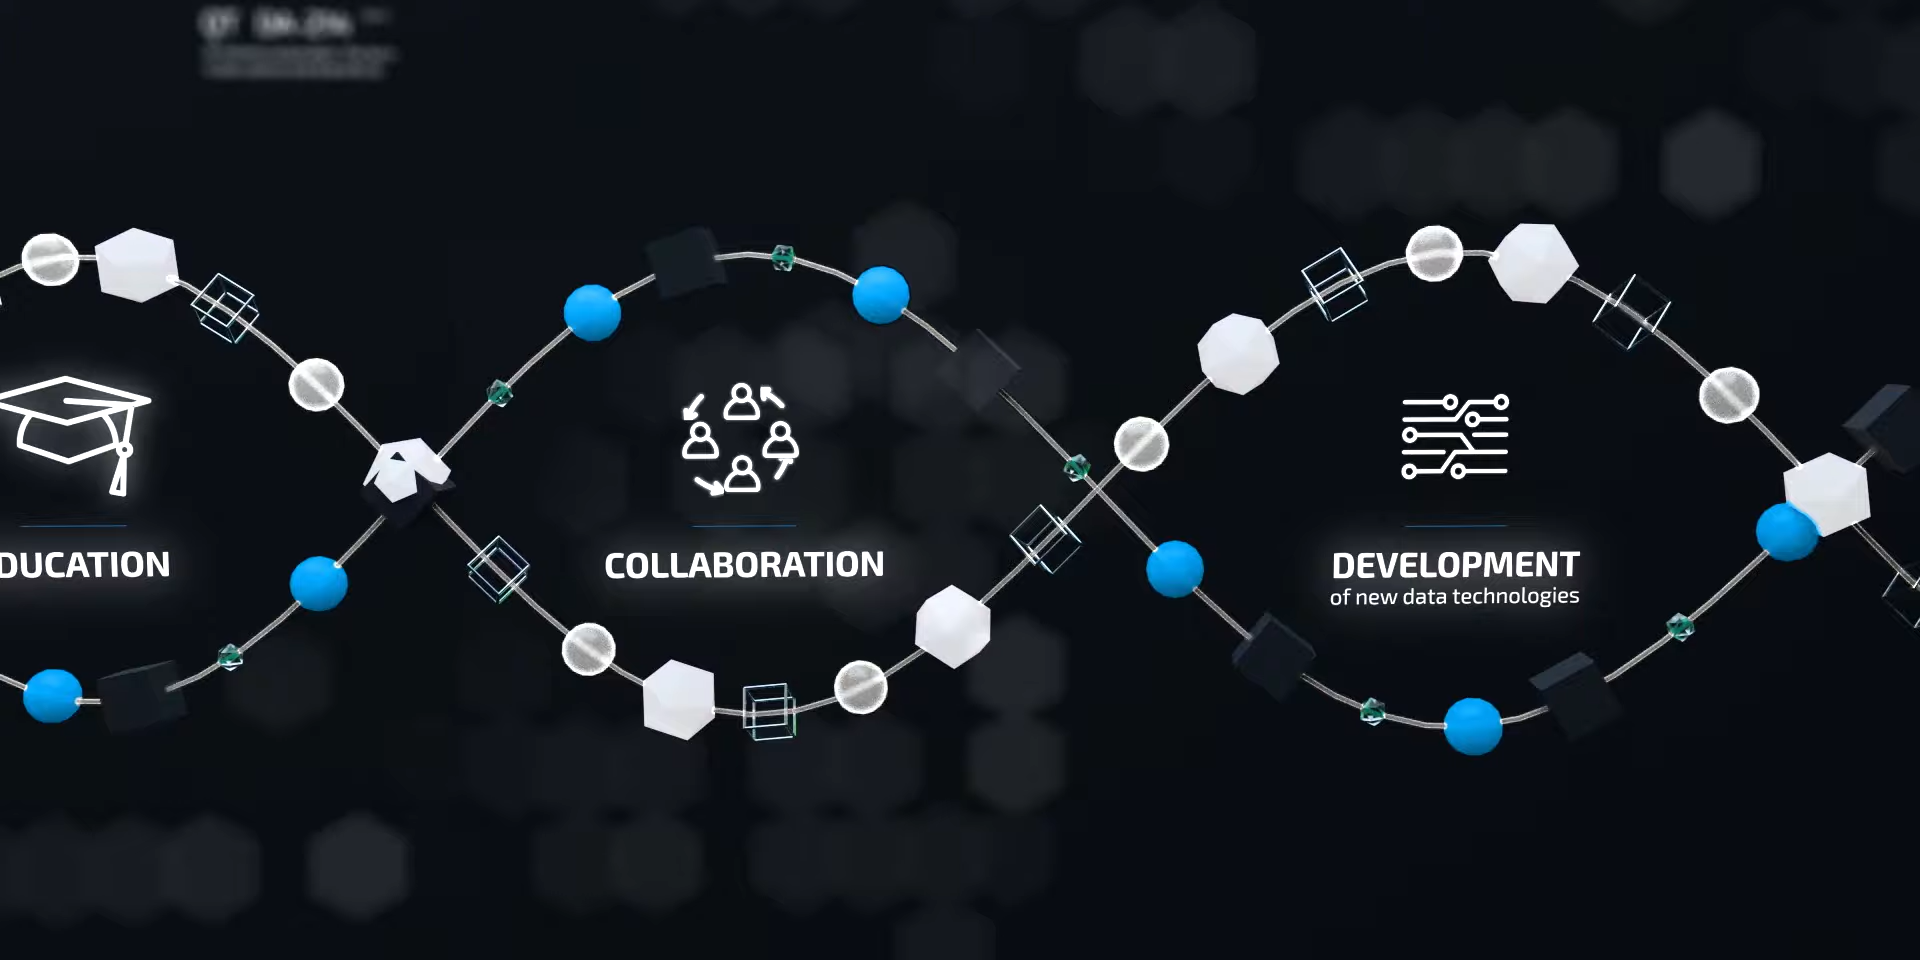 DUCATION
COLLABORATION
DEVELOPMENT
of new data technologies